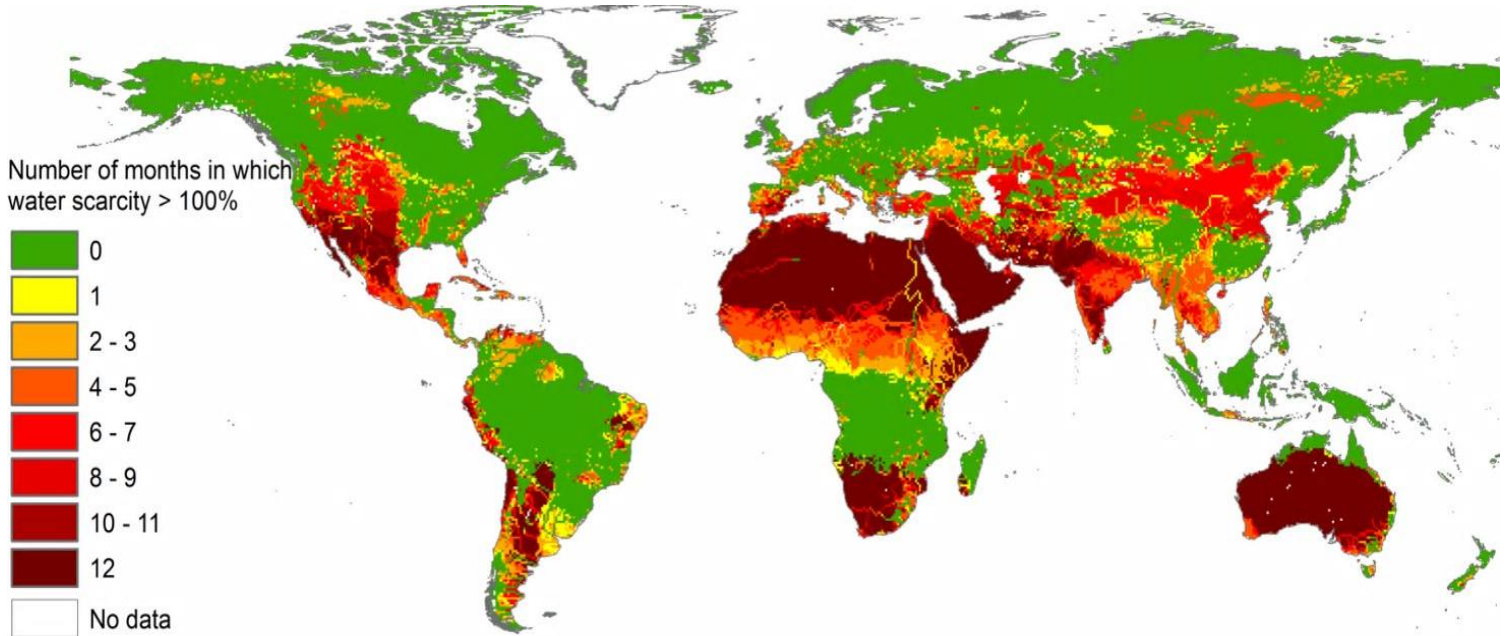 Number of months in which
water scarcity > 100%
0
1
2 - 3
4 - 5
6 - 7
8 - 9
10 - 11
12
No data